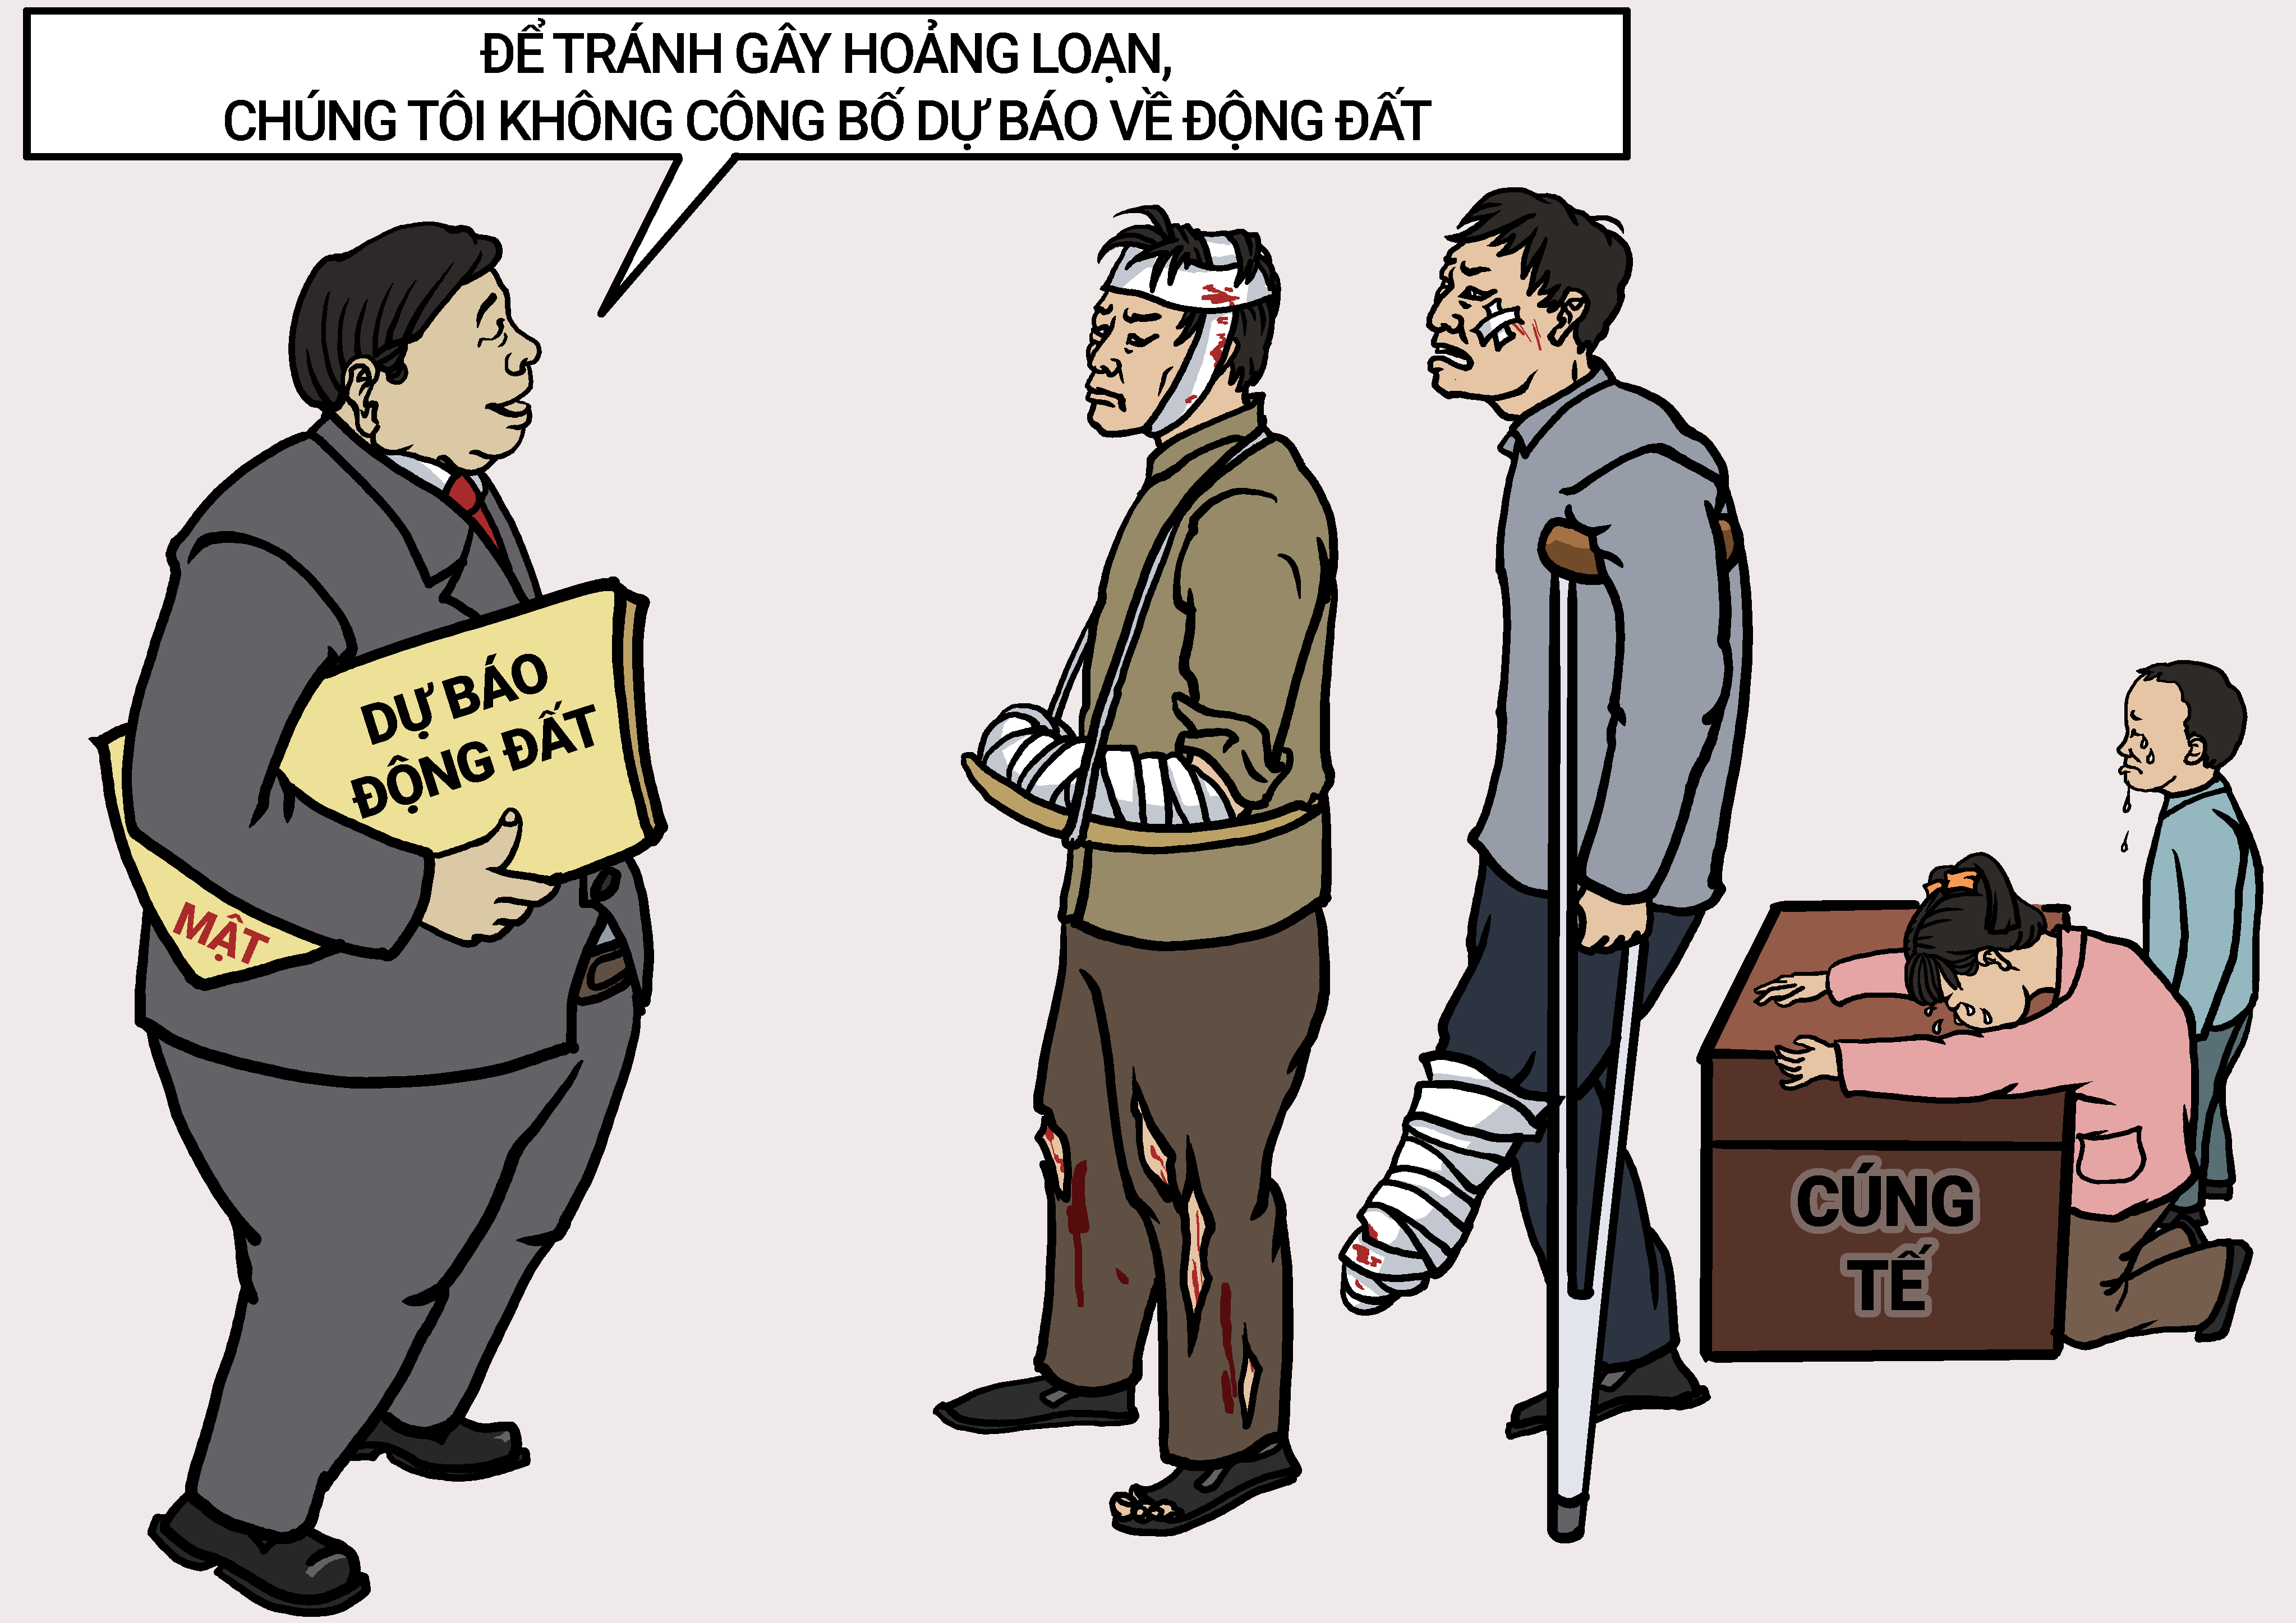 ĐỂ TRÁNH GÂY HOẢNG LOẠN,
CHÚNG TÔI KHÔNG CÔNG BỐ DỰ BÁO VỀ ĐỘNG ĐẤT
DỰ BÁO
ĐỘNG ĐẤT
MẬT
CÚNG
TẾ